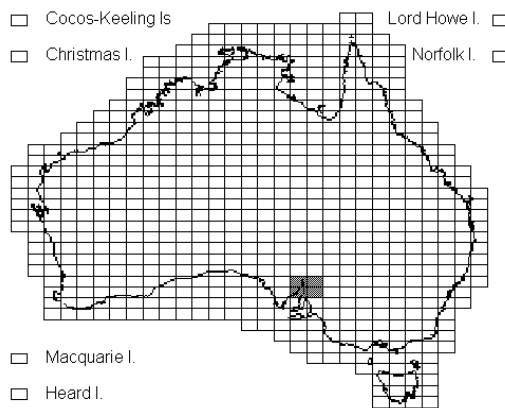 Cocos-Keeling Is
Lord Howe I.
Christmas I.
Norfolk I.
Macquarie I.
Heard I.